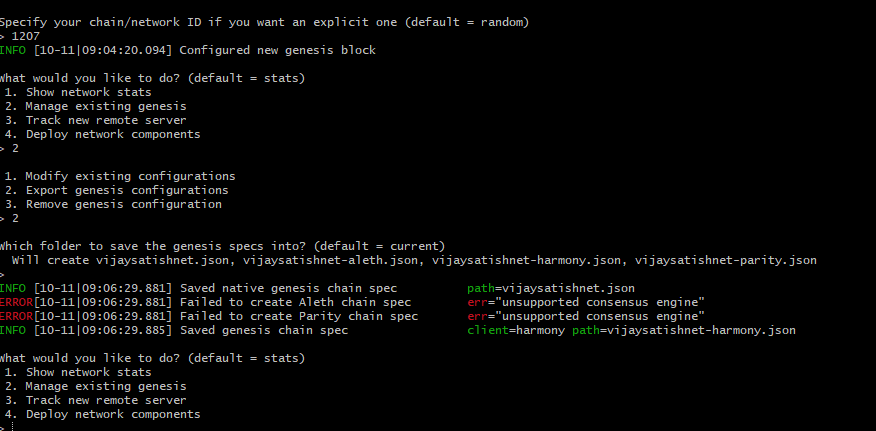 Specify your chain/network ID if you want an explicit one (default = random)
> 1207
INFO [10-11|09:04:20.094] Configured new genesis block
What would you like to do? (default = stats)
1. Show network stats
2. Manage existing genesis
3. Track new remote server
4. Deploy network components
> 2
1. Modify existing configurations
2. Export genesis configurations
3. Remove genesis configuration
> 2
Which folder to save the genesis specs into? (default = current)
Will create vijaysatishnet.json, vijaysatishnet-aleth.json, vijaysatishnet-harmony.json, vijaysatishnet-parity.json
>
INFO [10-11|09:06:29.881] Saved native genesis chain spec path=vijaysatishnet.json
ERROR[10-11|09:06:29.881] Failed to create Aleth chain spec err="unsupported consensus engine"
ERROR[10-11|09:06:29.881] Failed to create Parity chain spec err="unsupported consensus engine"
INFO [10-11|09:06:29.885] Saved genesis chain spec client=harmony path=vijaysatishnet-harmony.json
What would you like to do? (default = stats)
1. Show network stats
2. Manage existing genesis
3. Track new remote server
4. Deploy network components
>